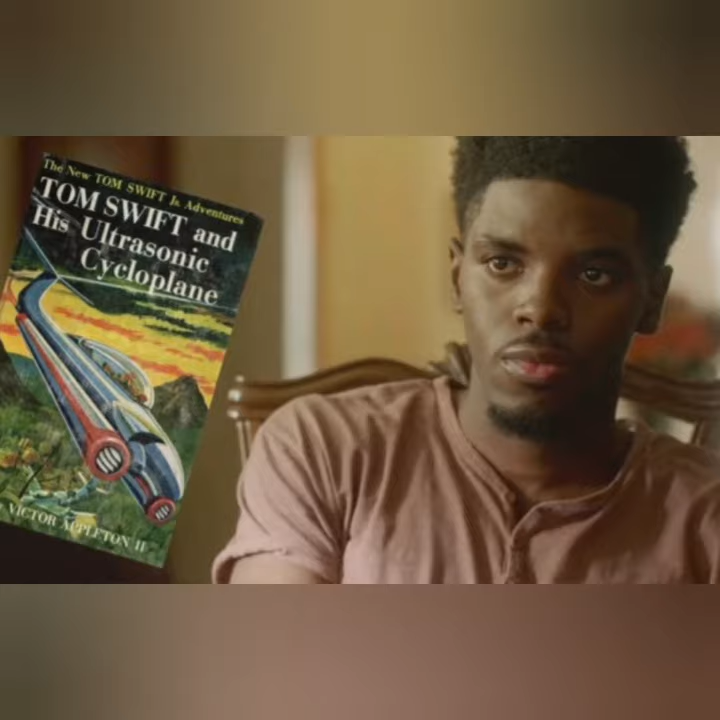 The New TOM SWIFT Jr. Adventures
TOM SWIFT and
His Ultrasonic
Cycloplane
VICTOR APPLETON II